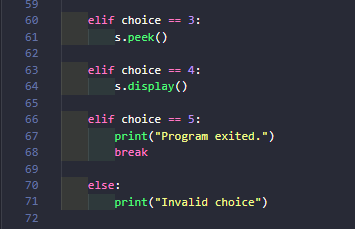 59
60 elif choice == 3:
61 s.peek()
62
63 elif choice == 4:
64 s.display()
65
66 elif choice == 5:
67 print("Program exited.")
68 break
69
70 else:
71 print("Invalid choice")
72